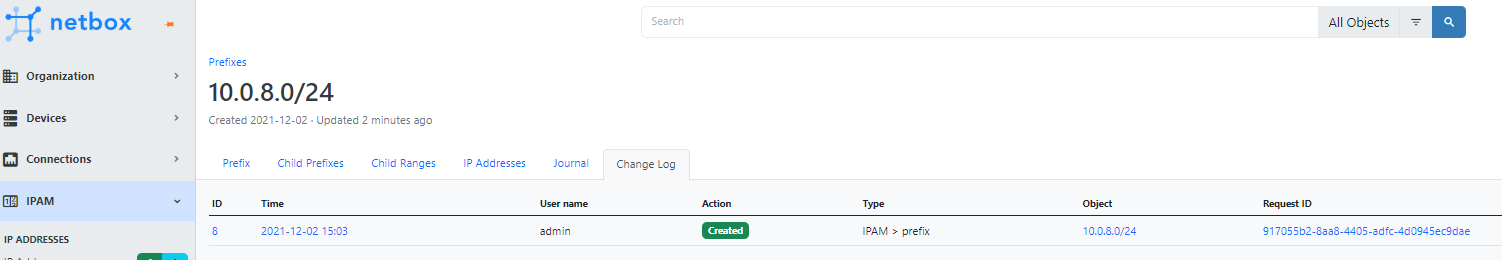 netbox
Search
All Objects
Organization
Devices
Connections
IPAM
IP ADDRESSES
Prefixes
10.0.8.0/24
Created 2021-12-02 · Updated 2 minutes ago
Prefix Child Prefixes Child Ranges IP Addresses Journal Change Log
ID Time User name Action Type Object Request ID
8 2021-12-02 15:03 admin Created IPAM > prefix 10.0.8.0/24 917055b2-8aa8-4405-adfc-4d0945ec9dae